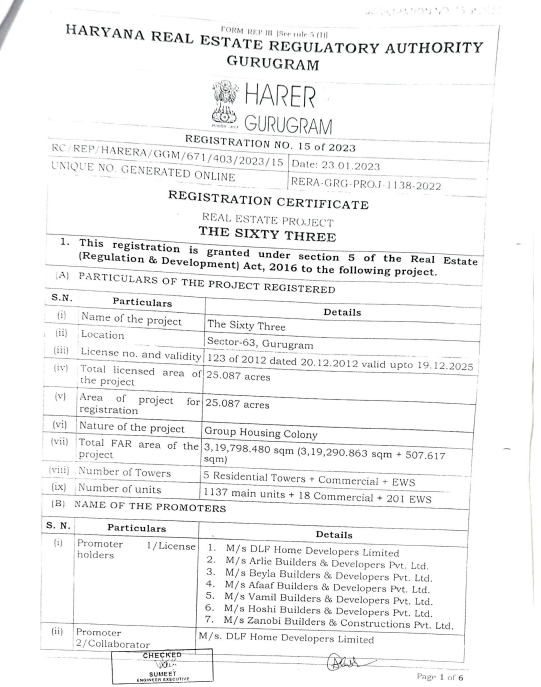 FORM REP III [See rule 5 (1)]
HARYANA REAL ESTATE REGULATORY AUTHORITY
GURUGRAM
HARER
GURUGRAM
REGISTRATION NO. 15 of 2023
RC/REP/HARERA/GGM/671/403/2023/15 Date: 23.01.2023
UNIQUE NO. GENERATED ONLINE RERA-GRG-PROJ-1138-2022
REGISTRATION CERTIFICATE
REAL ESTATE PROJECT
THE SIXTY THREE
1. This registration is granted under section 5 of the Real Estate
(Regulation & Development) Act, 2016 to the following project.
(A) PARTICULARS OF THE PROJECT REGISTERED
S.N. Particulars Details
(i) Name of the project The Sixty Three
(ii) Location Sector-63, Gurugram
(iii) License no. and validity 123 of 2012 dated 20.12.2012 valid upto 19.12.2025
(iv) Total licensed area of the project 25.087 acres
(v) Area of project for registration 25.087 acres
(vi) Nature of the project Group Housing Colony
(vii) Total FAR area of the project 3,19,798.480 sqm (3,19,290.863 sqm + 507.617 sqm)
(viii) Number of Towers 5 Residential Towers + Commercial + EWS
(ix) Number of units 1137 main units + 18 Commercial + 201 EWS
(B) NAME OF THE PROMOTERS
S. N. Particulars Details
(i) Promoter 1/License holders
1. M/s DLF Home Developers Limited
2. M/s Arlie Builders & Developers Pvt. Ltd.
3. M/s Beyla Builders & Developers Pvt. Ltd.
4. M/s Afaaf Builders & Developers Pvt. Ltd.
5. M/s Vamil Builders & Developers Pvt. Ltd.
6. M/s Hoshi Builders & Developers Pvt. Ltd.
7. M/s Zanobi Builders & Constructions Pvt. Ltd.
(ii) Promoter 2/Collaborator M/s. DLF Home Developers Limited
CHECKED
SUMEET
ENGINEER EXECUTIVE
Page 1 of 6